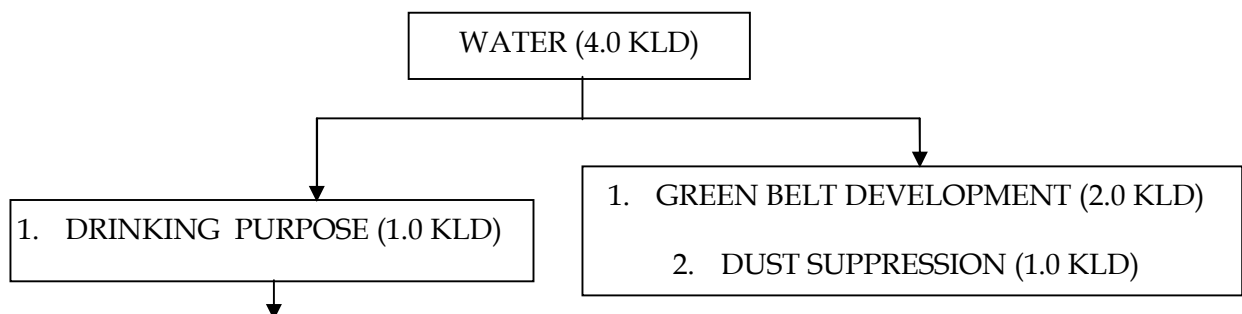 WATER (4.0 KLD)
1. DRINKING PURPOSE (1.0 KLD)
1. GREEN BELT DEVELOPMENT (2.0 KLD)
2. DUST SUPPRESSION (1.0 KLD)